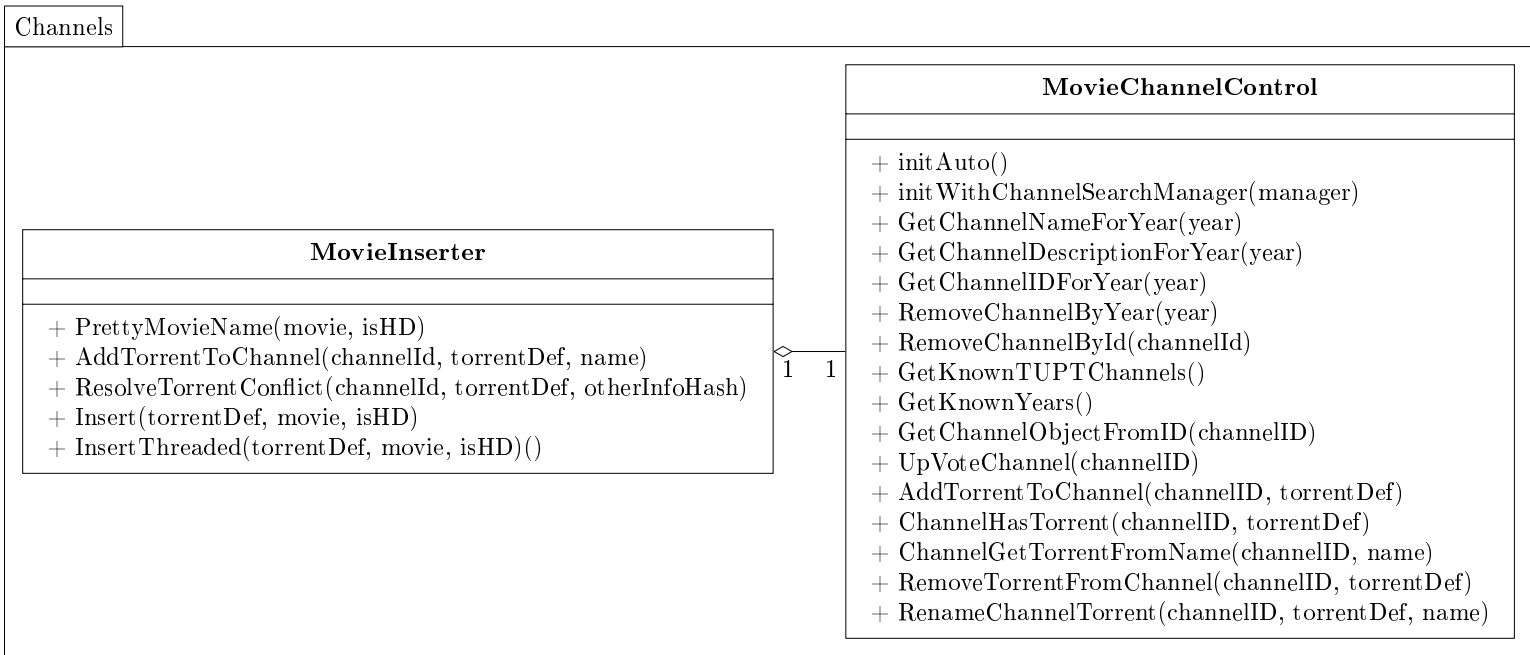 Channels
MovieChannelControl
+ initAuto()
+ initWithChannelSearchManager(manager)
+ GetChannelNameForYear(year)
+ GetChannelDescriptionForYear(year)
+ GetChannelIDForYear(year)
+ RemoveChannelByYear(year)
+ RemoveChannelById(channelId)
+ GetKnownTUPTChannels()
+ GetKnownYears()
+ GetChannelObjectFromID(channelID)
+ UpVoteChannel(channelID)
+ AddTorrentToChannel(channelID, torrentDef)
+ ChannelHasTorrent(channelID, torrentDef)
+ ChannelGetTorrentFromName(channelID, name)
+ RemoveTorrentFromChannel(channelID, torrentDef)
+ RenameChannelTorrent(channelID, torrentDef, name)
MovieInserter
+ PrettyMovieName(movie, isHD)
+ AddTorrentToChannel(channelId, torrentDef, name)
+ ResolveTorrentConflict(channelId, torrentDef, otherInfoHash)
+ Insert(torrentDef, movie, isHD)
+ InsertThreaded(torrentDef, movie, isHD)()
1 1